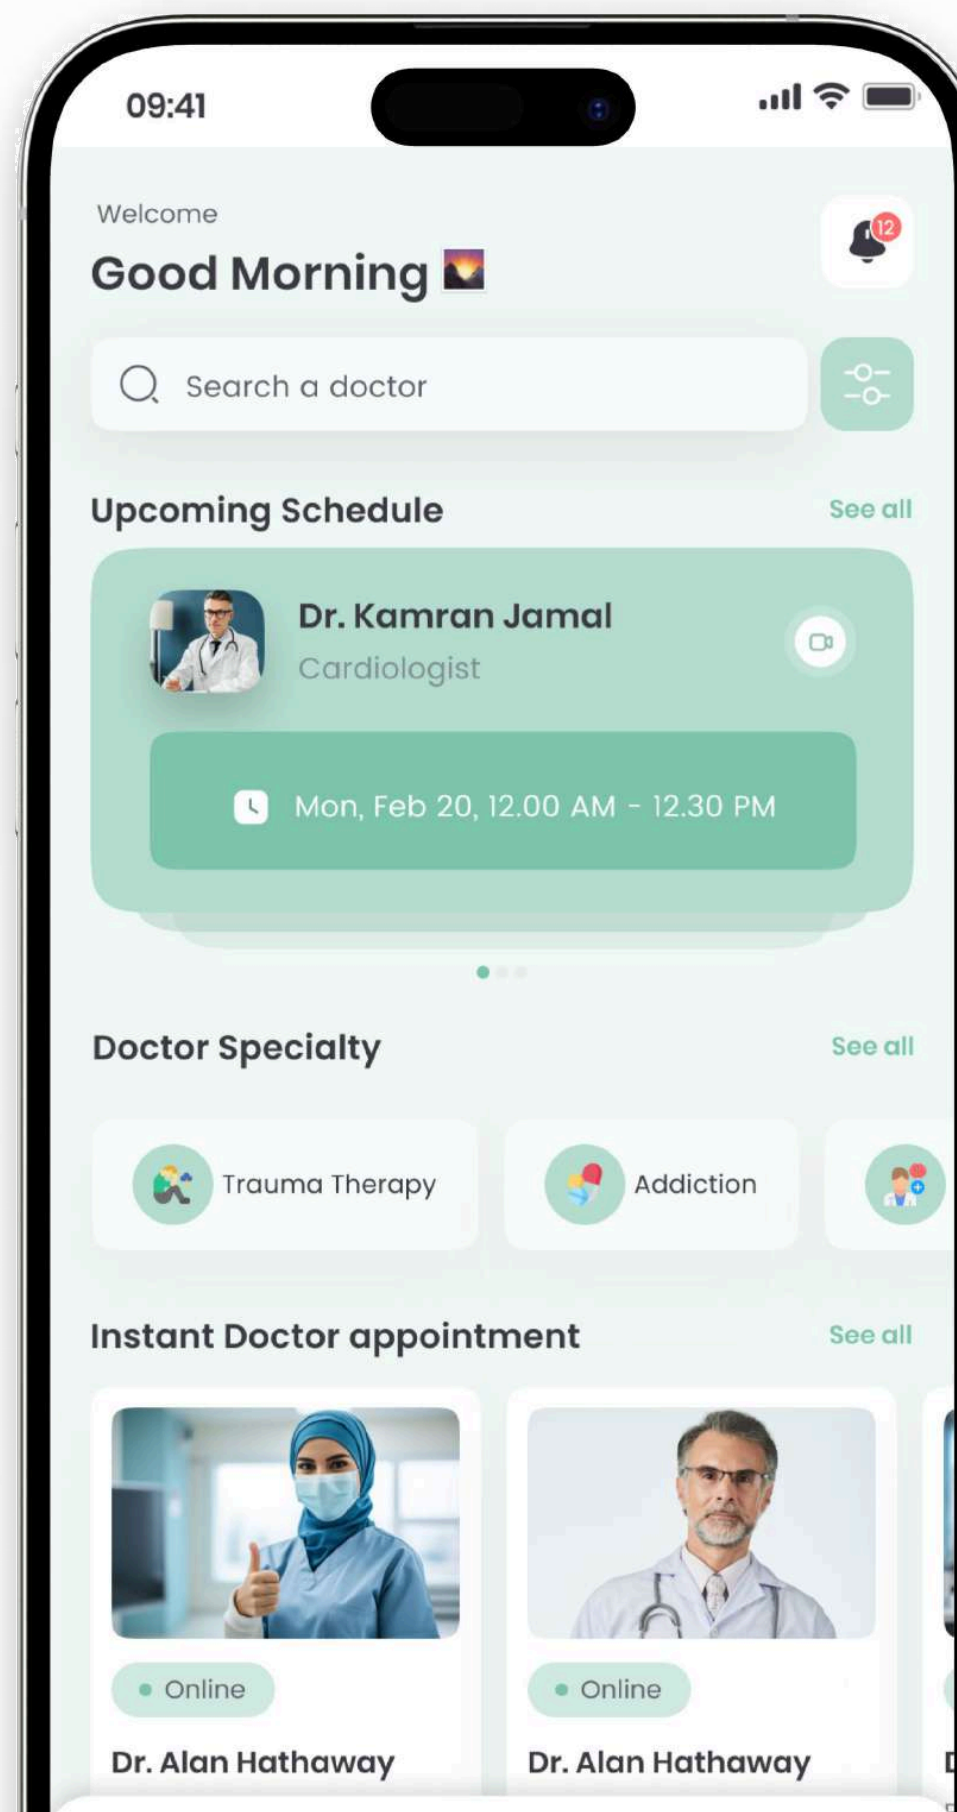 09:41
Welcome
12
Good Morning
Search a doctor
Upcoming Schedule
See all
Dr. Kamran Jamal
Cardiologist
Mon, Feb 20, 12.00 AM - 12.30 PM
Doctor Specialty
See all
Trauma Therapy
Addiction
Instant Doctor appointment
See all
Online
Online
Dr. Alan Hathaway
Dr. Alan Hathaway